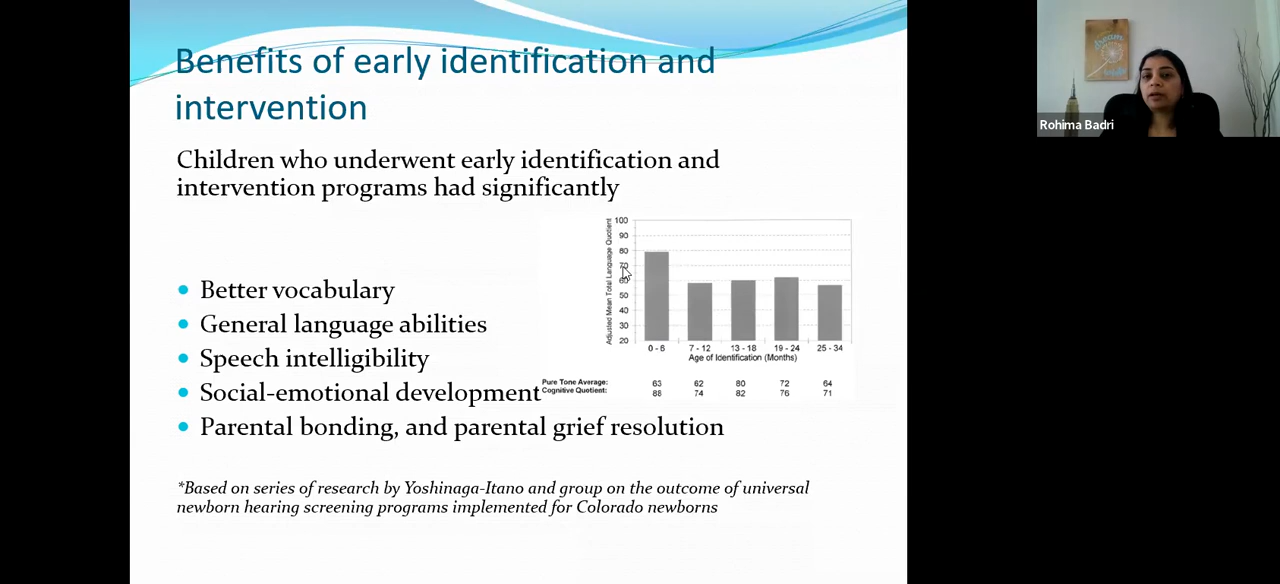 Benefits of early identification and
intervention
Children who underwent early identification and
intervention programs had significantly
Better vocabulary
General language abilities
Speech intelligibility
Social-emotional development
Parental bonding, and parental grief resolution
Adjusted Mean Total Language Quotient
100
90
80
70
60
50
40
30
20
0 - 6 7 - 12 13 - 18 19 - 24 25 - 34
Age of Identification (Months)
Pure Tone Average: 63 62 80 72 64
Cognitive Quotient: 88 74 82 76 71
*Based on series of research by Yoshinaga-Itano and group on the outcome of universal
newborn hearing screening programs implemented for Colorado newborns
dream
Rohima Badri